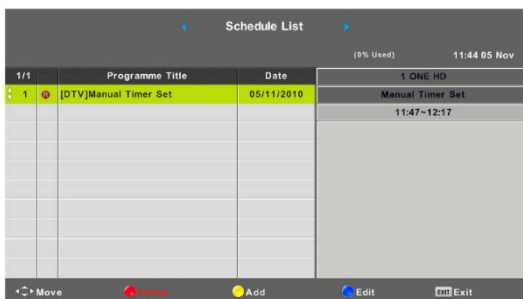 Schedule List
(0% Used) 11:44 05 Nov
1/1 Programme Title Date 1 ONE HD
1 [DTV]Manual Timer Set 05/11/2010 Manual Timer Set
11:47~12:17
Move Delete Add Edit EXIT Exit